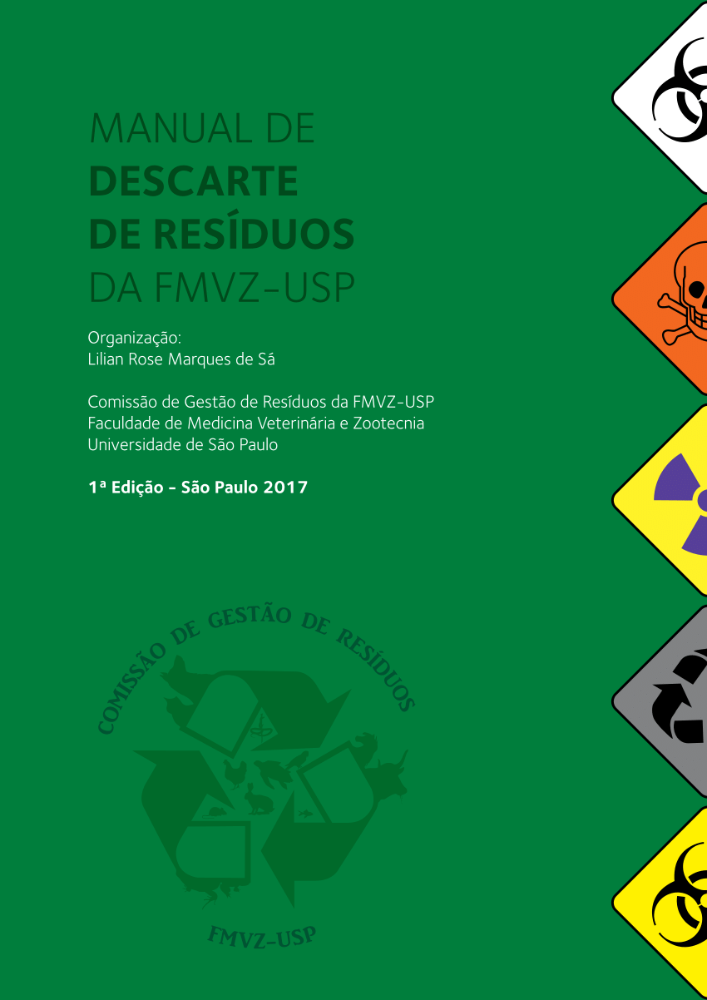 MANUAL DE
DESCARTE
DE RESÍDUOS
DA FMVZ-USP
Organização:
Lilian Rose Marques de Sá
Comissão de Gestão de Resíduos da FMVZ-USP
Faculdade de Medicina Veterinária e Zootecnia
Universidade de São Paulo
1ª Edição - São Paulo 2017
COMISSÃO DE GESTÃO DE RESÍDUOS
FMVZ-USP